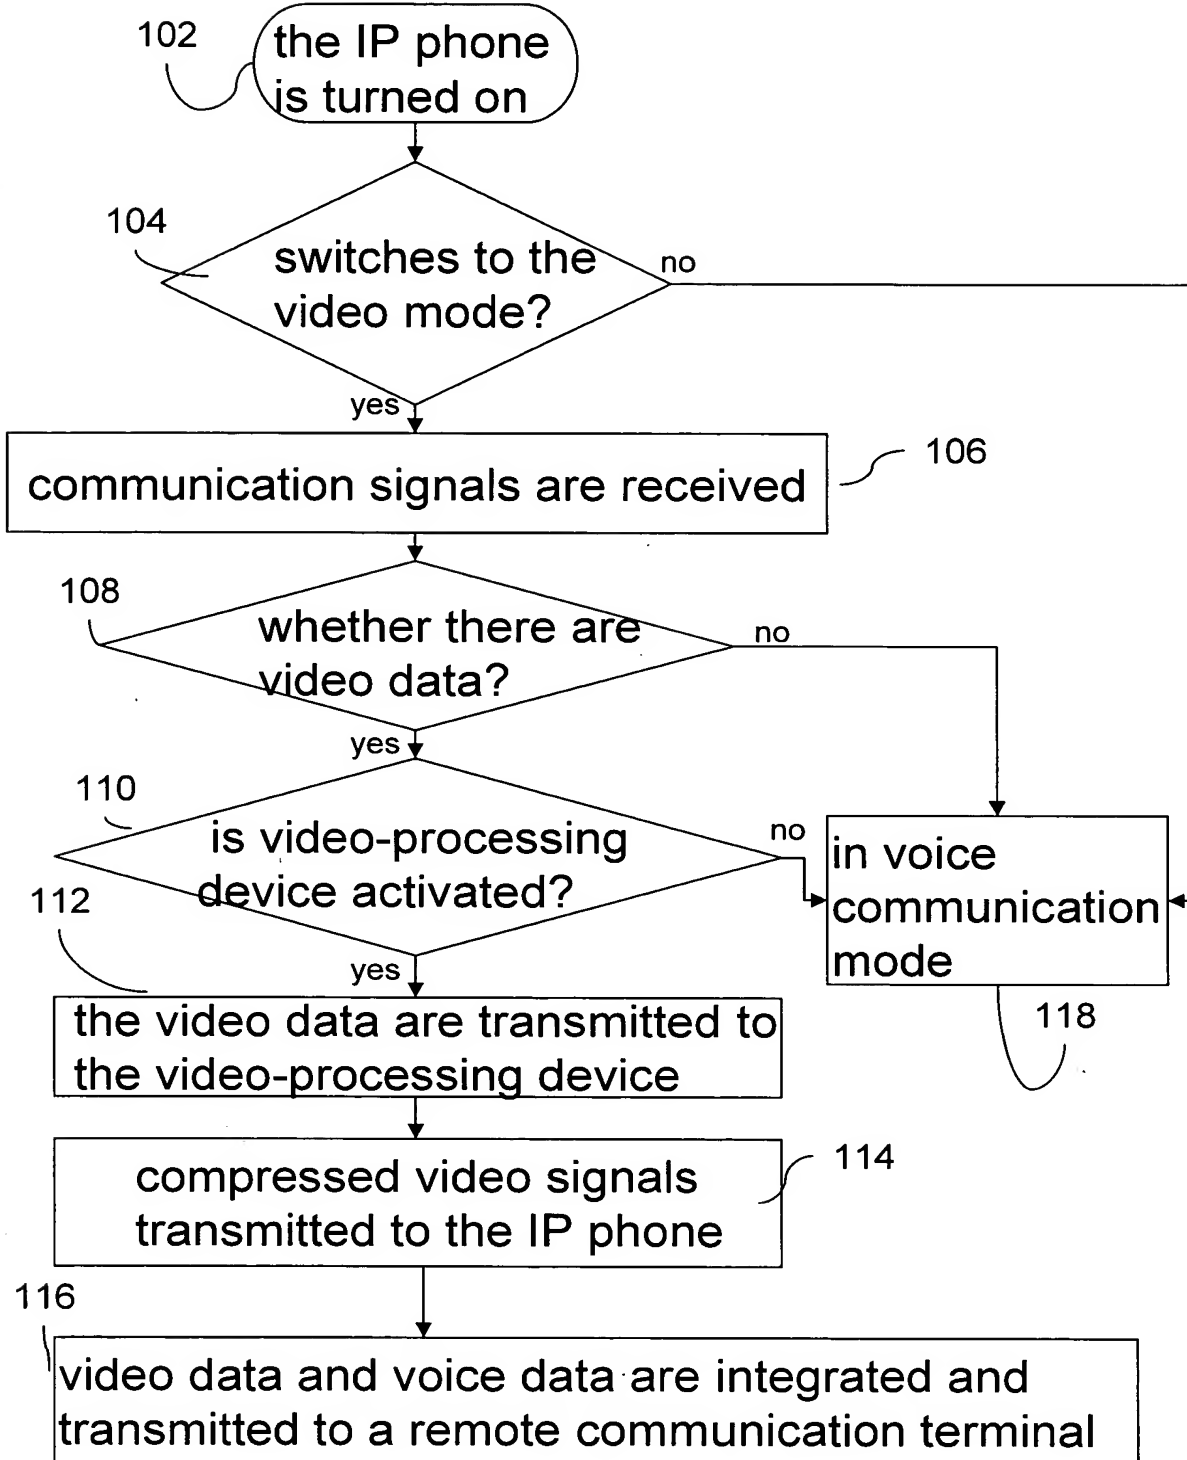 102
the IP phone
is turned on
104
switches to the
video mode?
no
yes
communication signals are received
106
108
whether there are
video data?
no
yes
110
is video-processing
device activated?
no
in voice
communication
mode
112
yes
the video data are transmitted to
the video-processing device
118
compressed video signals
transmitted to the IP phone
114
116
video data and voice data are integrated and
transmitted to a remote communication terminal